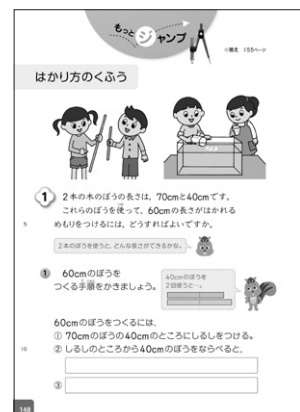 もっとジャンプ
◎答え 155ページ
はかり方のくふう
1 2本の木のぼうの長さは，70cmと40cmです。
これらのぼうを使って，60cmの長さがはかれる
5 めもりをつけるには，どうすればよいですか。
2本のぼうを使うと，どんな長さができるかな。
1 60cmのぼうを
つくる手順をかきましょう。
40cmのぼうを
2回使うと…。
60cmのぼうをつくるには，
① 70cmのぼうの40cmのところにしるしをつける。
10 ② しるしのところから40cmのぼうをならべると，
③
148